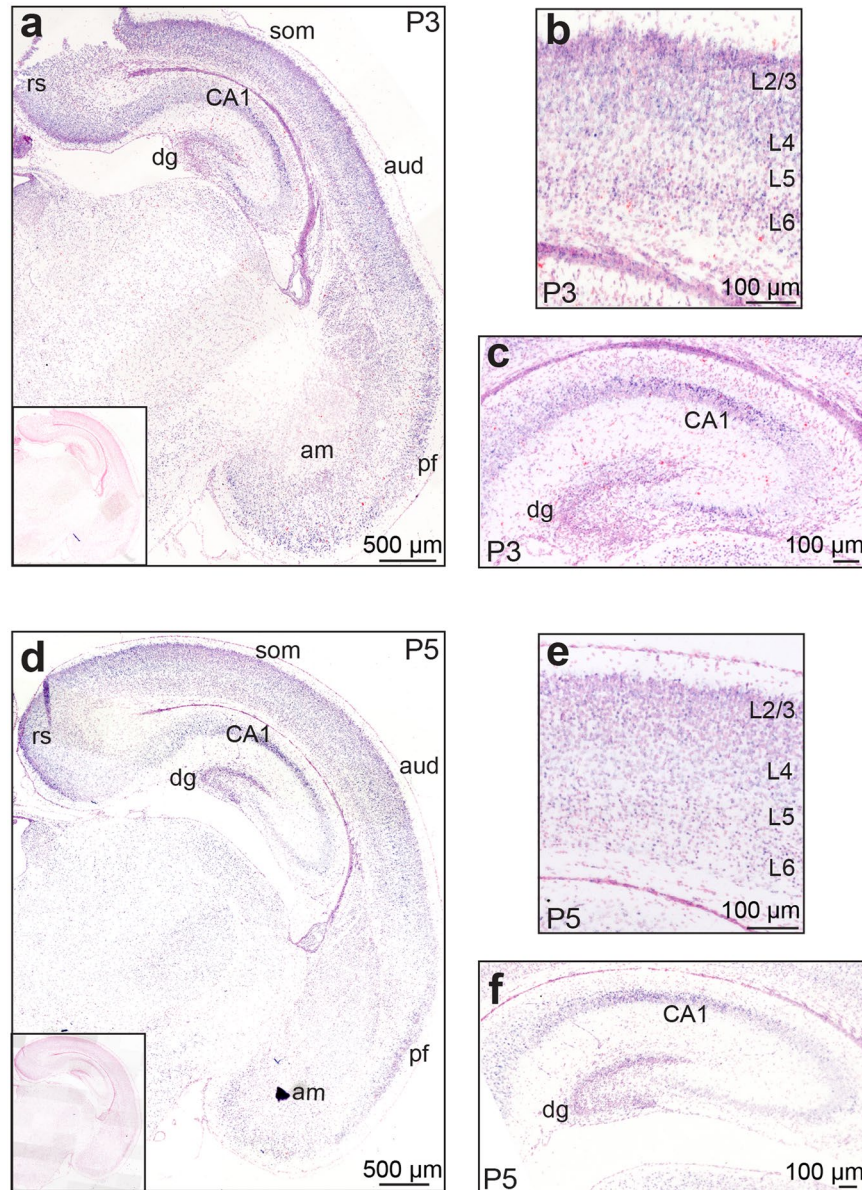 a
P3
som
rs
CA1
dg
aud
am
pf
500 µm
b
L2/3
L4
L5
L6
100 µm
P3
c
CA1
dg
100 µm
P3
d
P5
som
rs
CA1
dg
aud
pf
am
500 µm
e
L2/3
L4
L5
L6
100 µm
P5
f
CA1
dg
100 µm
P5